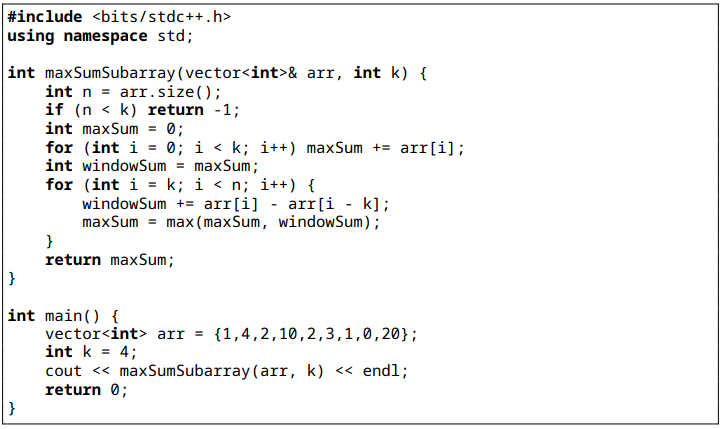 #include <bits/stdc++.h>
using namespace std;

int maxSumSubarray(vector<int>& arr, int k) {
    int n = arr.size();
    if (n < k) return -1;
    int maxSum = 0;
    for (int i = 0; i < k; i++) maxSum += arr[i];
    int windowSum = maxSum;
    for (int i = k; i < n; i++) {
        windowSum += arr[i] - arr[i - k];
        maxSum = max(maxSum, windowSum);
    }
    return maxSum;
}

int main() {
    vector<int> arr = {1,4,2,10,2,3,1,0,20};
    int k = 4;
    cout << maxSumSubarray(arr, k) << endl;
    return 0;
}